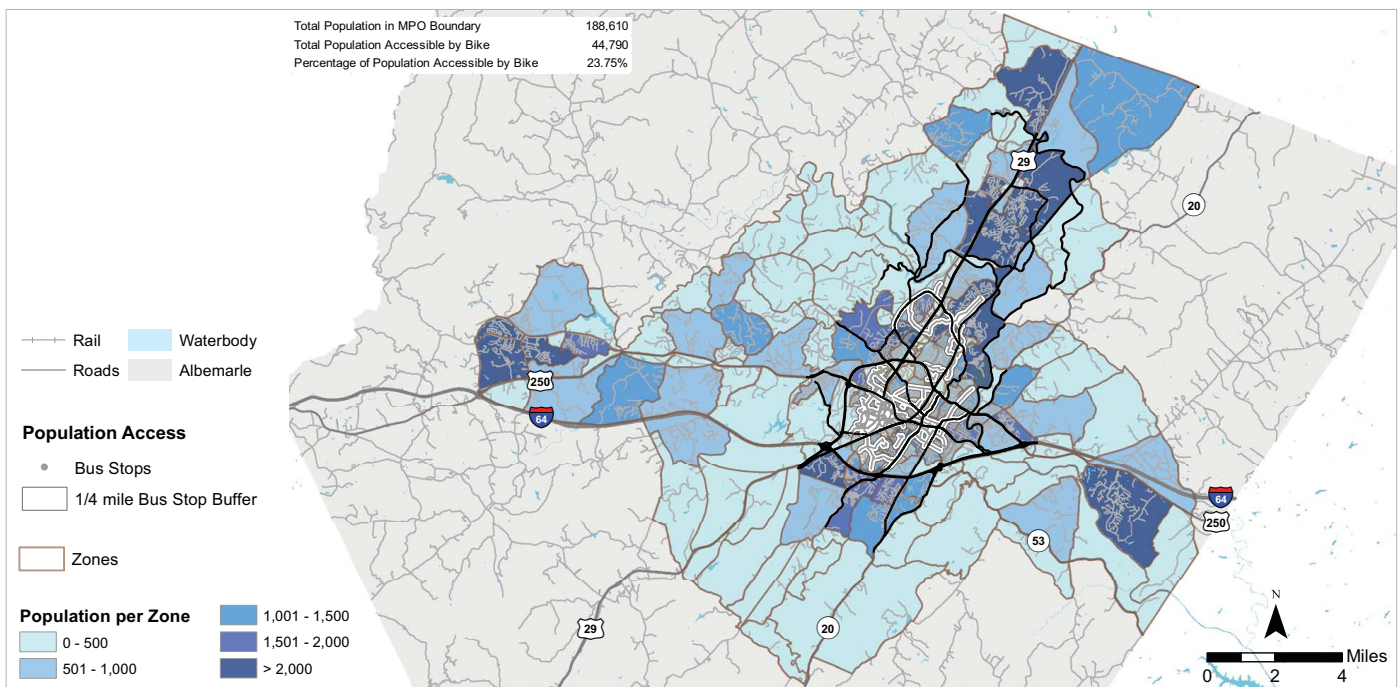 Total Population in MPO Boundary 188,610
Total Population Accessible by Bike 44,790
Percentage of Population Accessible by Bike 23.75%
29
20
Rail Waterbody
Roads Albemarle
250
64
Population Access
Bus Stops
1/4 mile Bus Stop Buffer
64
250
53
Zones
Population per Zone
0 - 500
501 - 1,000
1,001 - 1,500
1,501 - 2,000
> 2,000
29
20
N
Miles
0 2 4